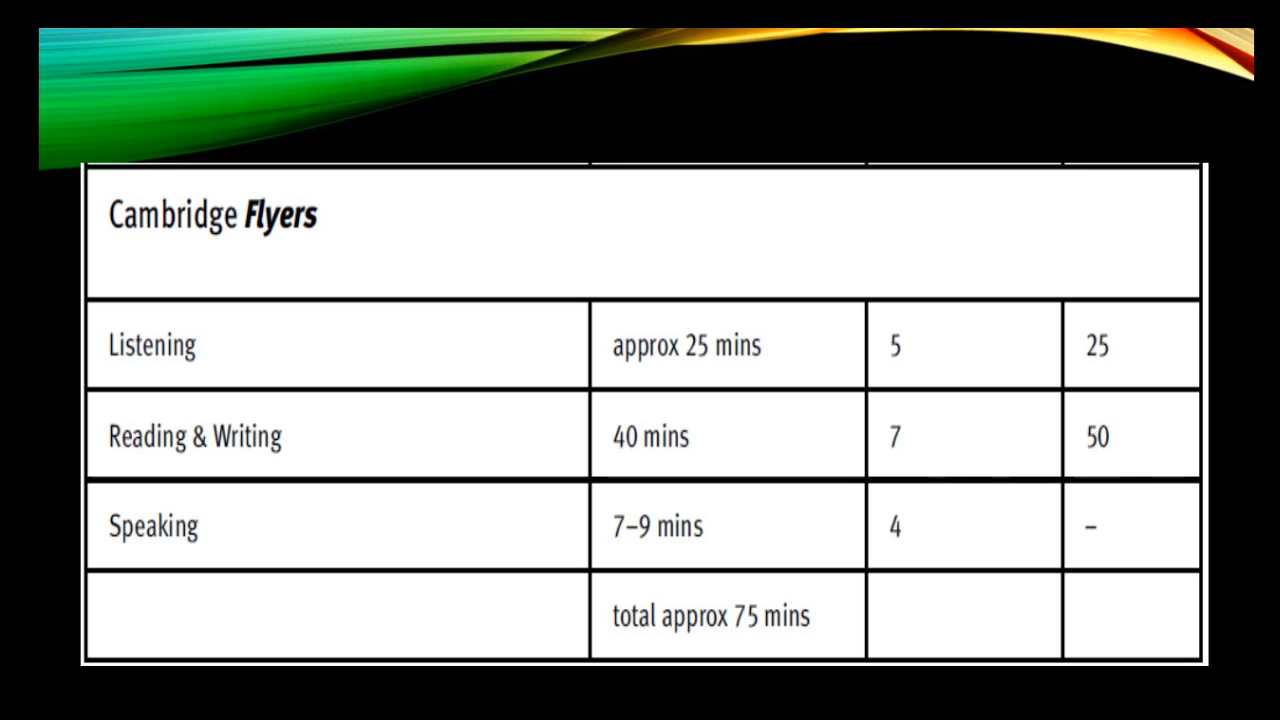 Cambridge Flyers
Listening approx 25 mins 5 25
Reading & Writing 40 mins 7 50
Speaking 7–9 mins 4 –
total approx 75 mins